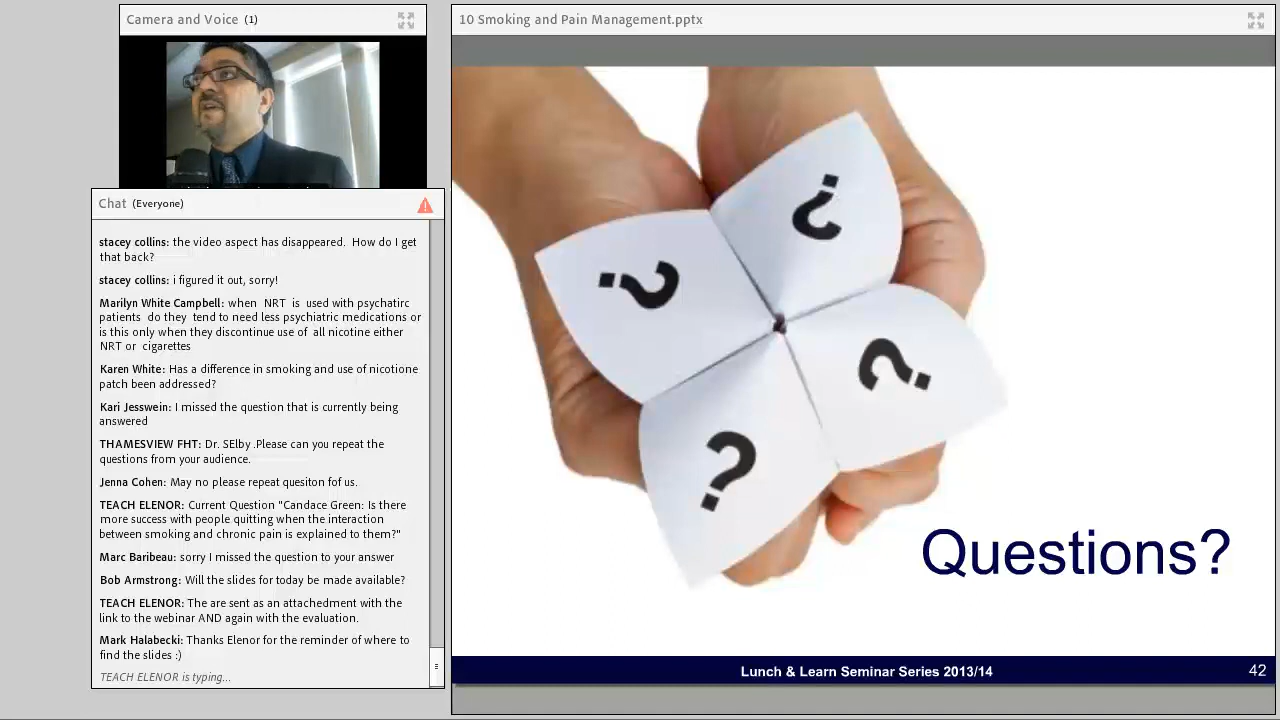 Camera and Voice (1)
10 Smoking and Pain Management.pptx
Chat (Everyone)
stacey collins: the video aspect has disappeared. How do I get
that back?
stacey collins: i figured it out, sorry!
Marilyn White Campbell: when NRT is used with psychatirc
patients do they tend to need less psychiatric medications or
is this only when they discontinue use of all nicotine either
NRT or cigarettes
Karen White: Has a difference in smoking and use of nicotione
patch been addressed?
Kari Jesswein: I missed the question that is currently being
answered
THAMESVIEW FHT: Dr. SElby .Please can you repeat the
questions from your audience.
Jenna Cohen: May no please repeat quesiton fof us.
TEACH ELENOR: Current Question "Candace Green: Is there
more success with people quitting when the interaction
between smoking and chronic pain is explained to them?"
Marc Baribeau: sorry I missed the question to your answer
Bob Armstrong: Will the slides for today be made available?
TEACH ELENOR: The are sent as an attachedment with the
link to the webinar AND again with the evaluation.
Mark Halabecki: Thanks Elenor for the reminder of where to
find the slides :)
TEACH ELENOR is typing...
?
?
?
?
Questions?
Lunch & Learn Seminar Series 2013/14
42